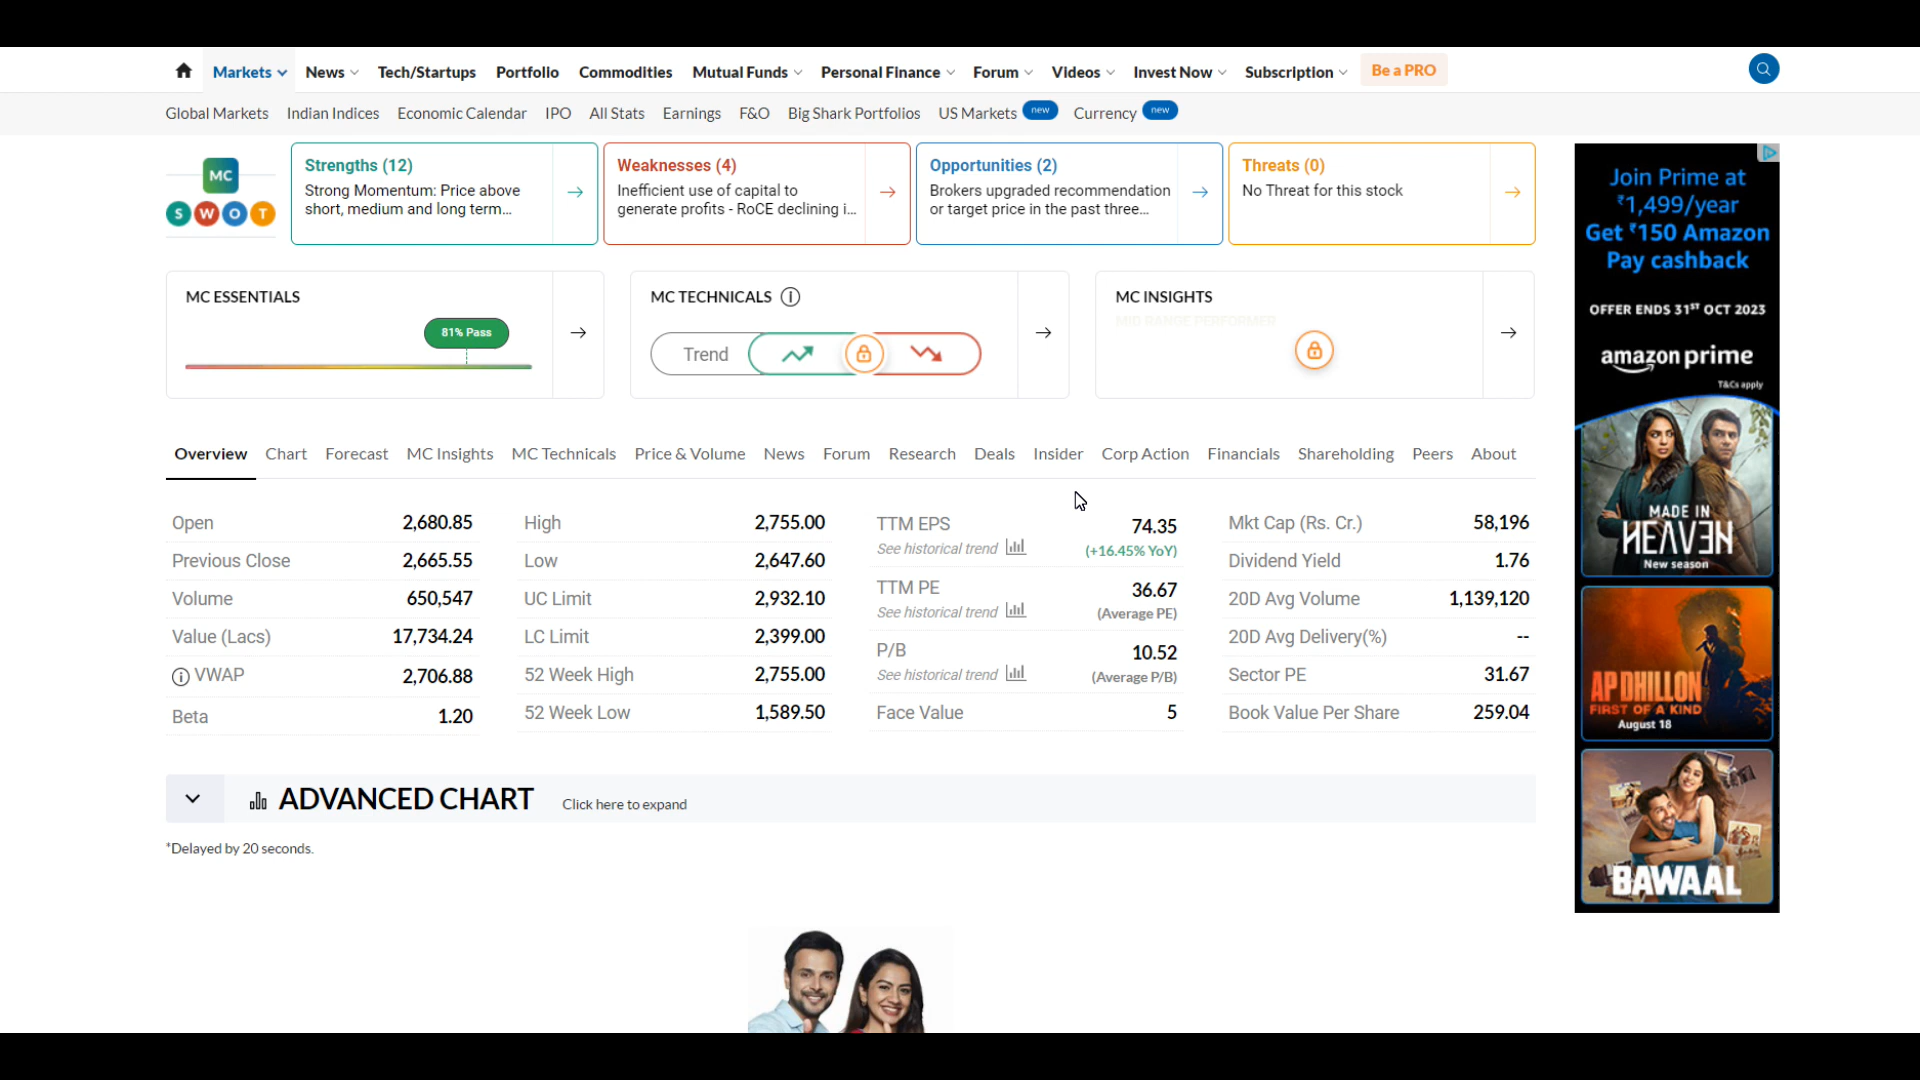 Markets
News
Tech/Startups
Portfolio
Commodities
Mutual Funds
Personal Finance
Forum
Videos
Invest Now
Subscription
Be a PRO
Global Markets
Indian Indices
Economic Calendar
IPO
All Stats
Earnings
F&O
Big Shark Portfolios
US Markets new
Currency new
MC
S W O T
Strengths (12)
Strong Momentum: Price above
short, medium and long term...
Weaknesses (4)
Inefficient use of capital to
generate profits - RoCE declining i...
Opportunities (2)
Brokers upgraded recommendation
or target price in the past three...
Threats (0)
No Threat for this stock
MC ESSENTIALS
81% Pass
MC TECHNICALS
Trend
MC INSIGHTS
MID RANGE PERFORMER
Overview
Chart
Forecast
MC Insights
MC Technicals
Price & Volume
News
Forum
Research
Deals
Insider
Corp Action
Financials
Shareholding
Peers
About
Open 2,680.85
Previous Close 2,665.55
Volume 650,547
Value (Lacs) 17,734.24
VWAP 2,706.88
Beta 1.20
High 2,755.00
Low 2,647.60
UC Limit 2,932.10
LC Limit 2,399.00
52 Week High 2,755.00
52 Week Low 1,589.50
TTM EPS 74.35
See historical trend (+16.45% YoY)
TTM PE 36.67
See historical trend (Average PE)
P/B 10.52
See historical trend (Average P/B)
Face Value 5
Mkt Cap (Rs. Cr.) 58,196
Dividend Yield 1.76
20D Avg Volume 1,139,120
20D Avg Delivery(%) --
Sector PE 31.67
Book Value Per Share 259.04
ADVANCED CHART Click here to expand
*Delayed by 20 seconds.
Join Prime at
₹1,499/year
Get ₹150 Amazon
Pay cashback
OFFER ENDS 31ST OCT 2023
amazon prime
T&Cs apply
MADE IN
HEAVEN
New season
AP DHILLON
FIRST OF A KIND
August 18
BAWAAL